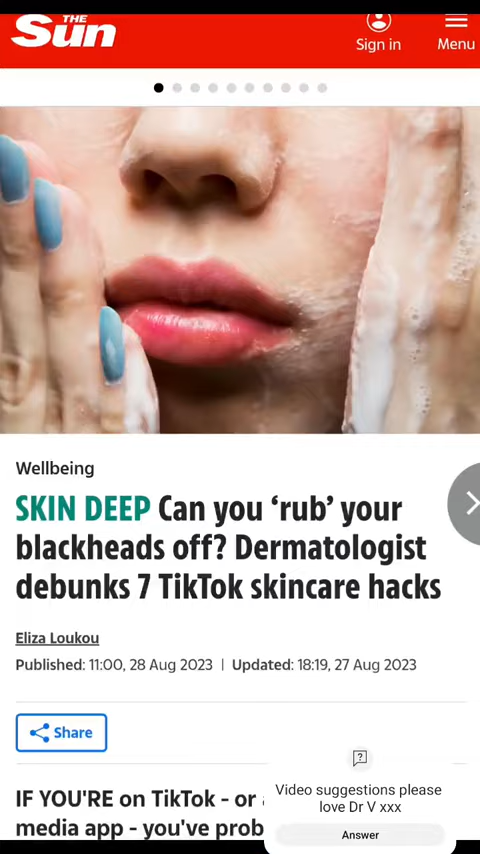 THE
Sun
Sign in
Menu
Wellbeing
SKIN DEEP Can you ‘rub’ your
blackheads off? Dermatologist
debunks 7 TikTok skincare hacks
Eliza Loukou
Published: 11:00, 28 Aug 2023 | Updated: 18:19, 27 Aug 2023
Share
IF YOU'RE on TikTok - or
media app - you've prob
Video suggestions please
love Dr V xxx
Answer